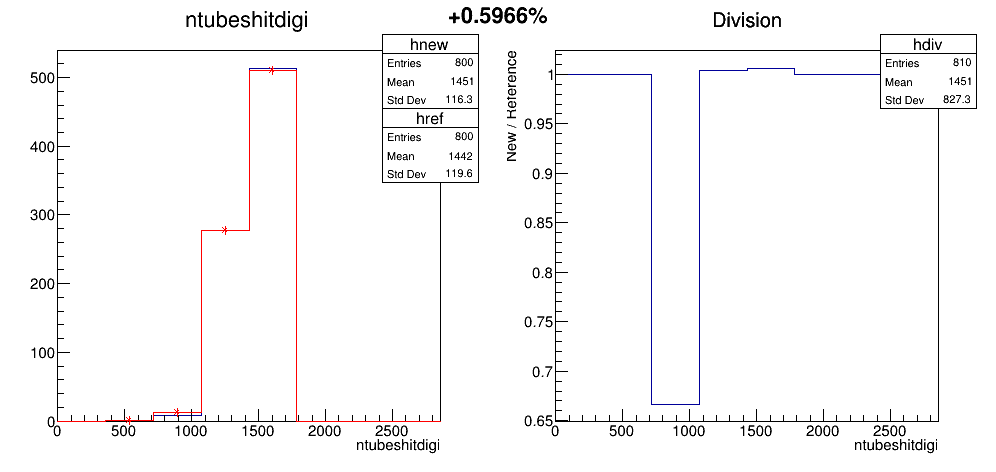 ntubeshitdigi
+0.5966%
Division
hnew
Entries 800
Mean 1451
Std Dev 116.3
href
Entries 800
Mean 1442
Std Dev 119.6
500
400
300
200
100
0
0 500 1000 1500 2000 2500
ntubeshitdigi
hdiv
Entries 810
Mean 1451
Std Dev 827.3
New / Reference
1
0.95
0.9
0.85
0.8
0.75
0.7
0.65
0 500 1000 1500 2000 2500
ntubeshitdigi